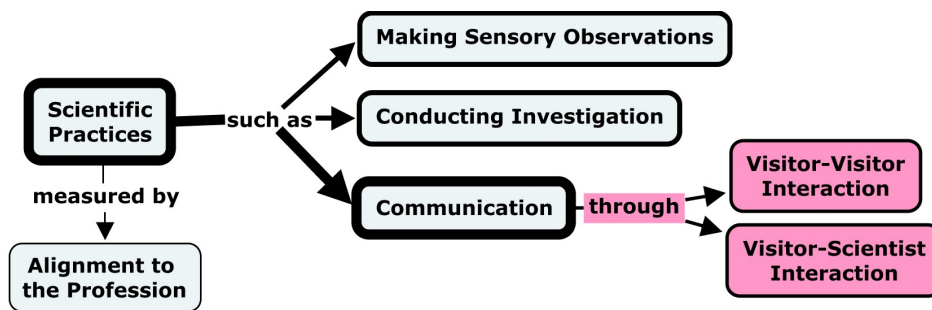 Making Sensory Observations
Scientific
Practices
such as
Conducting Investigation
measured by
Communication
through
Visitor-Visitor
Interaction
Visitor-Scientist
Interaction
Alignment to
the Profession